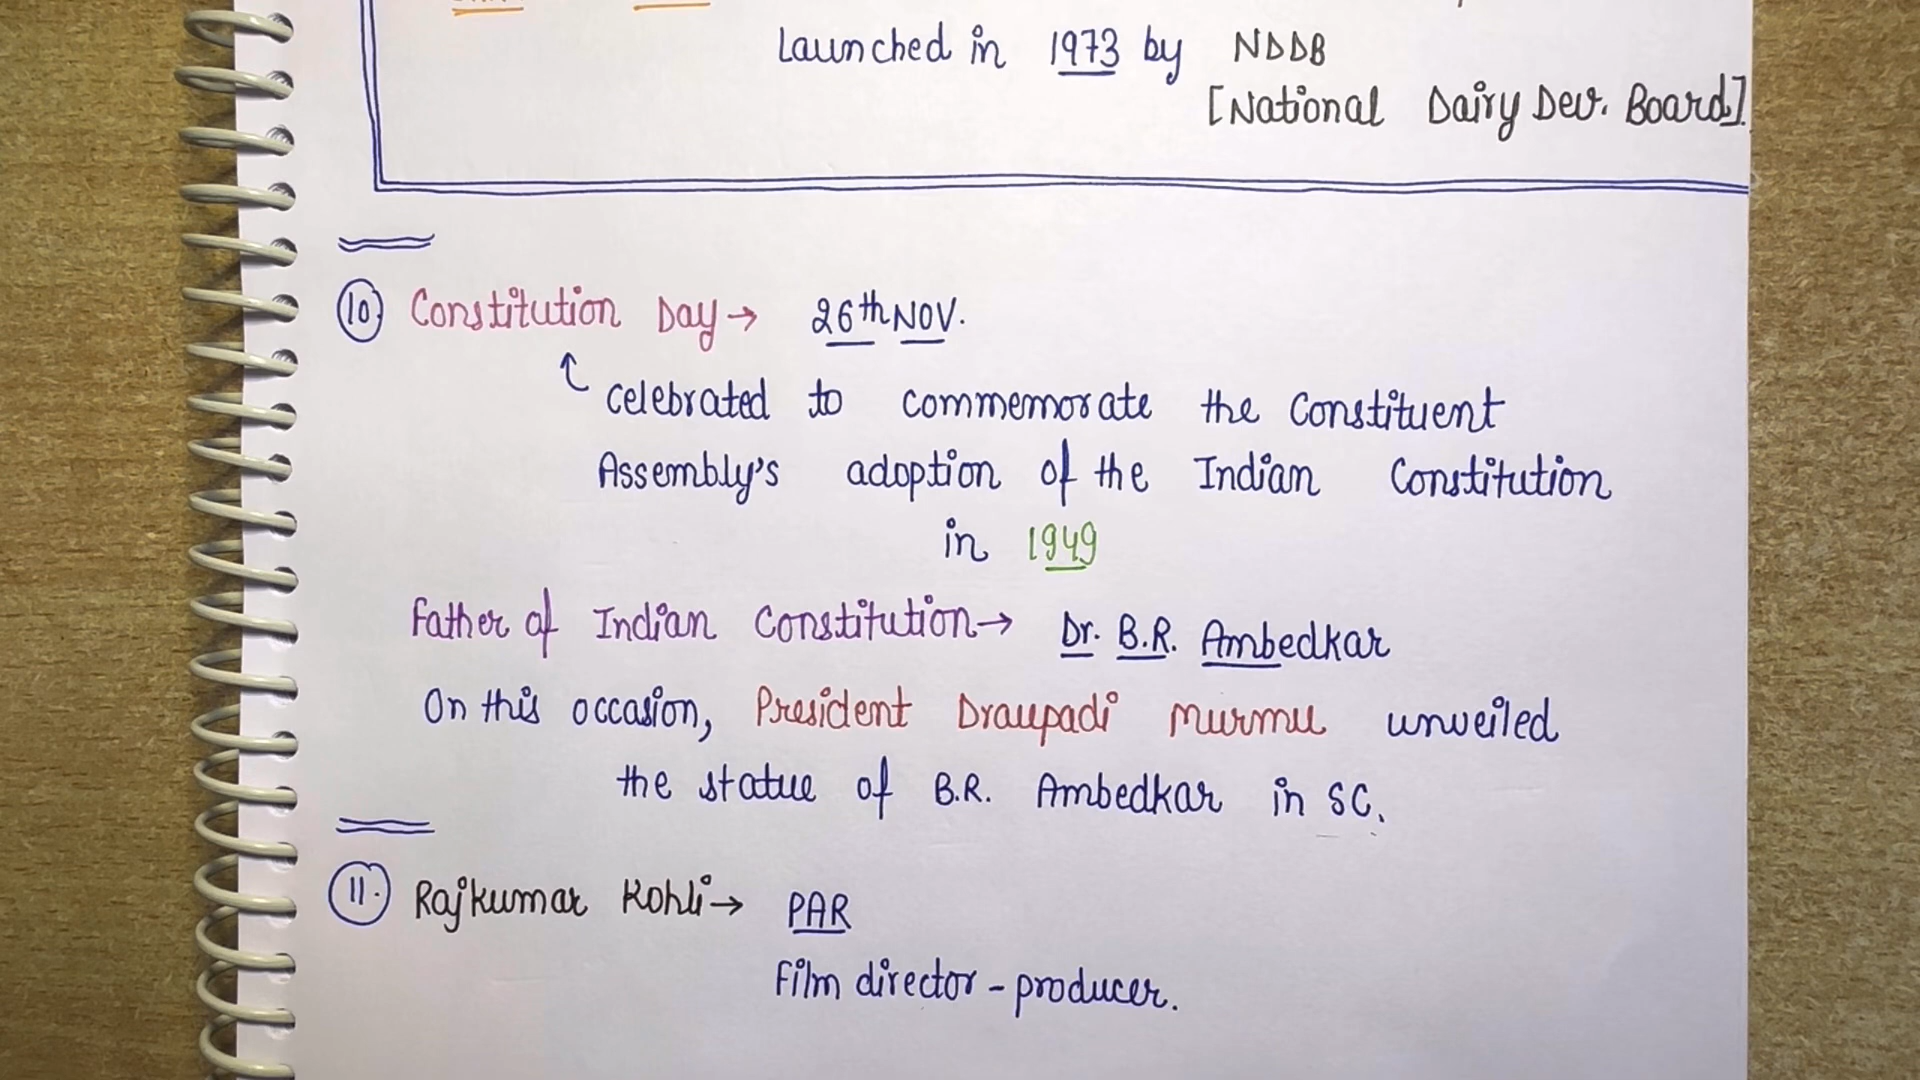 Launched in 1973 by NDDB
[National Dairy Dev. Board].
10 Constitution Day → 26th NOV.
↑ celebrated to commemorate the Constituent
Assembly's adoption of the Indian Constitution
in 1949
Father of Indian Constitution → Dr. B.R. Ambedkar
On this occasion, President Draupadi Murmu unveiled
the statue of B.R. Ambedkar in SC.
11. Rajkumar Kohli → PAR
Film director - producer.